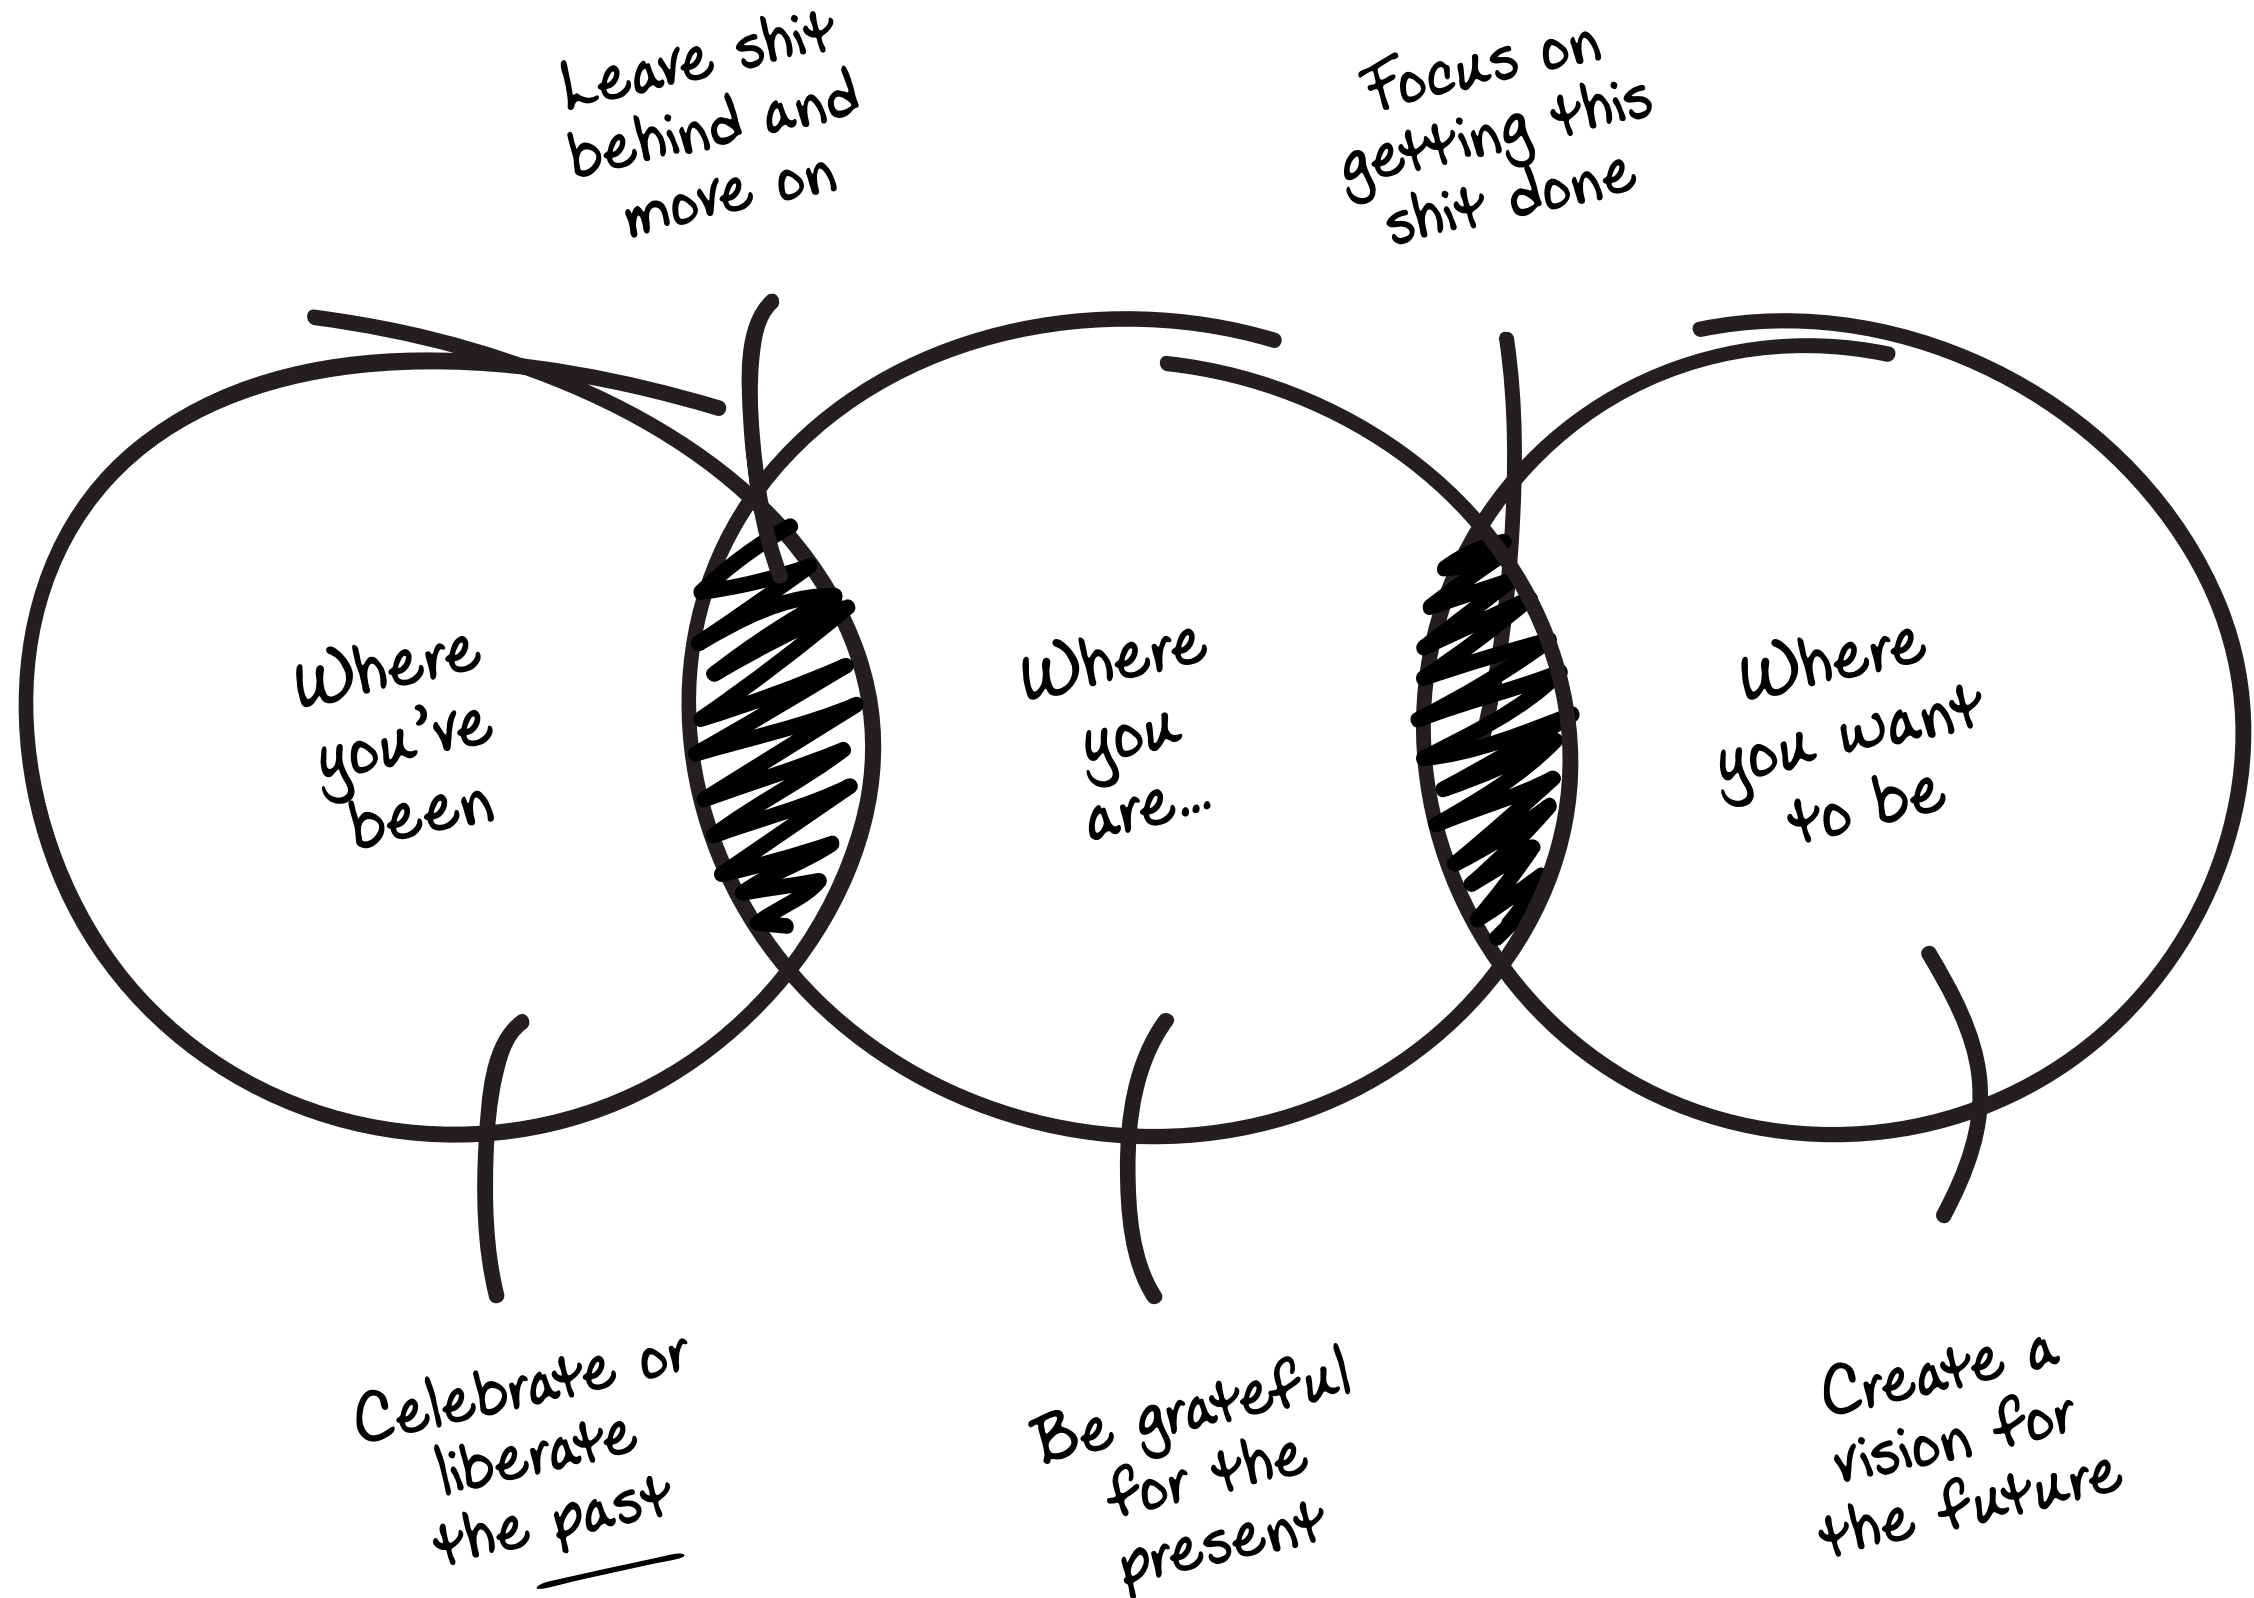 Leave shit
behind and
move on
Focus on
getting this
shit done
Where
you've
been
Where
you
are...
Where
you want
to be
Celebrate or
liberate
the past
Be grateful
for the
present
Create a
vision for
the future